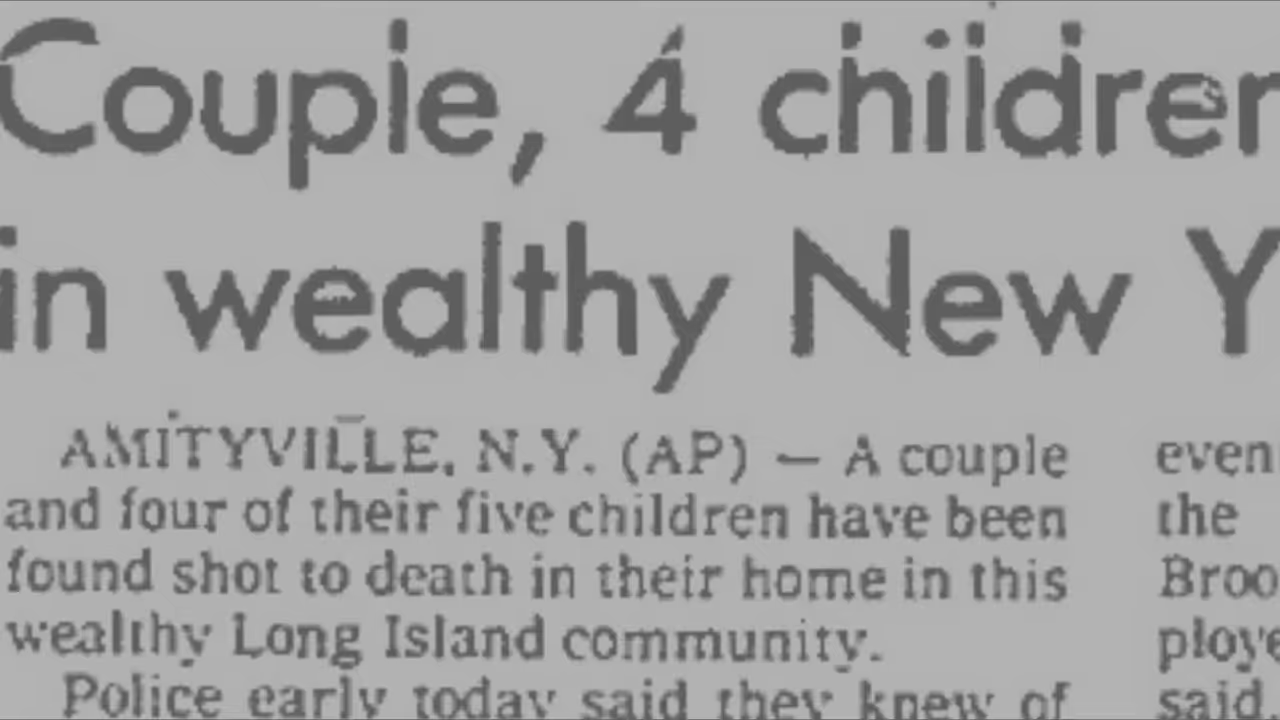 Couple, 4 children
in wealthy New Y
AMITYVILLE, N.Y. (AP) — A couple
and four of their five children have been
found shot to death in their home in this
wealthy Long Island community.
Police early today said they knew of
even
the
Broo
ploye
said.